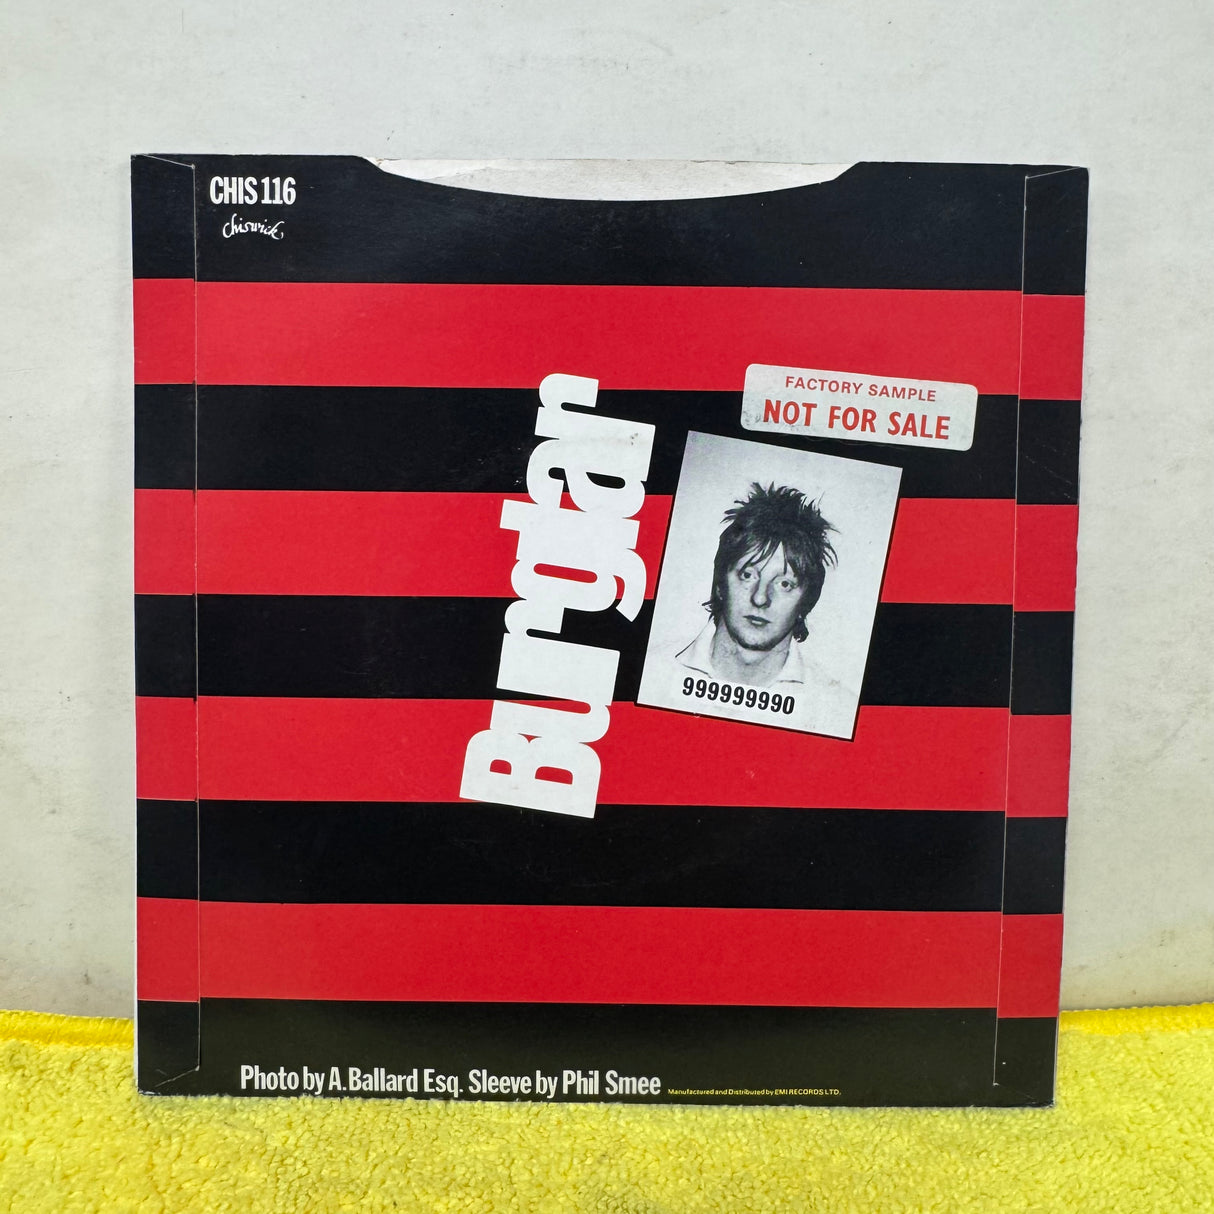 CHIS 116
chiswick
FACTORY SAMPLE
NOT FOR SALE
Burglar
999999990
Photo by A.Ballard Esq. Sleeve by Phil Smee
Manufactured and Distributed by EMI RECORDS LTD.